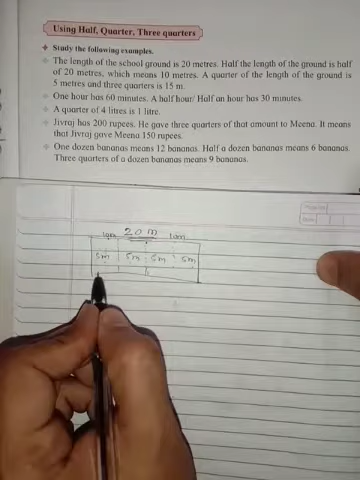 Using Half, Quarter, Three quarters
Study the following examples.
The length of the school ground is 20 metres. Half the length of the ground is half
of 20 metres, which means 10 metres. A quarter of the length of the ground is
5 metres and three quarters is 15 m.
One hour has 60 minutes. A half hour/ Half an hour has 30 minutes.
A quarter of 4 litres is 1 litre.
Jivraj has 200 rupees. He gave three quarters of that amount to Meena. It means
that Jivraj gave Meena 150 rupees.
One dozen bananas means 12 bananas. Half a dozen bananas means 6 bananas.
Three quarters of a dozen bananas means 9 bananas.
10m 20 m 10m
5m 5m 5m 5m